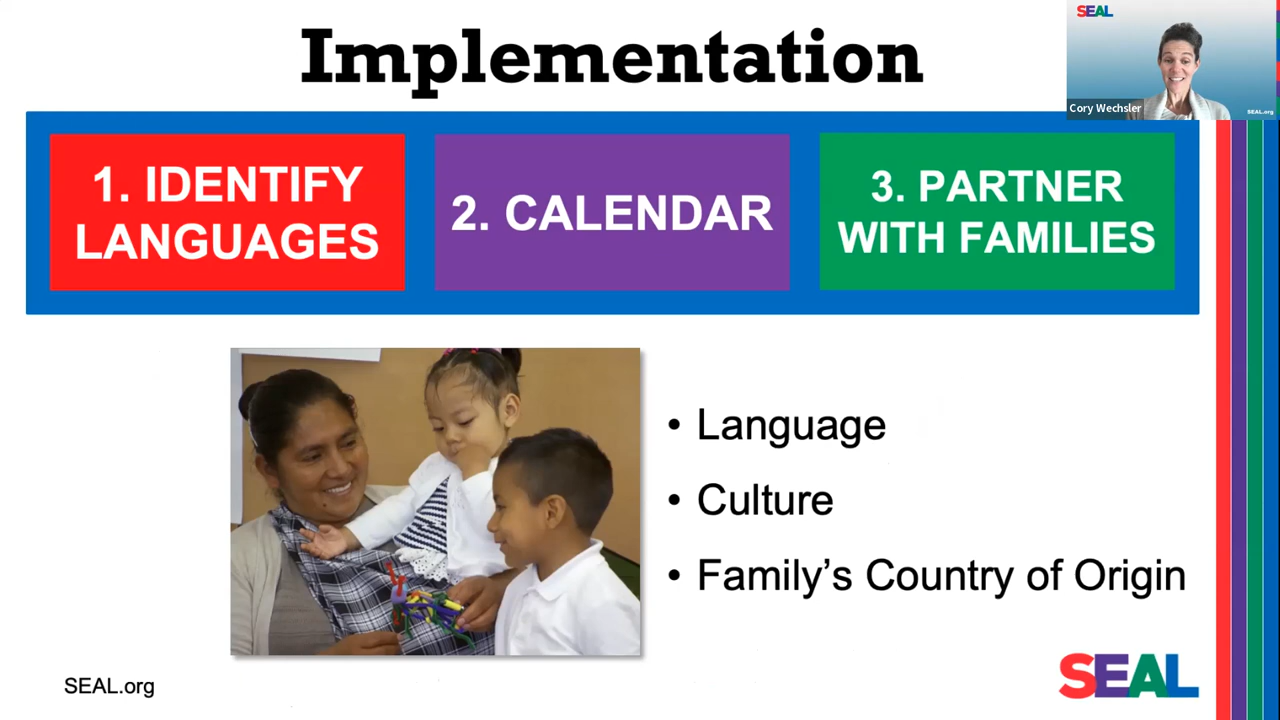 Implementation
SEAL
Cory Wechsler
SEAL.org
1. IDENTIFY
LANGUAGES
2. CALENDAR
3. PARTNER
WITH FAMILIES
• Language
• Culture
• Family’s Country of Origin
SEAL.org
SEAL